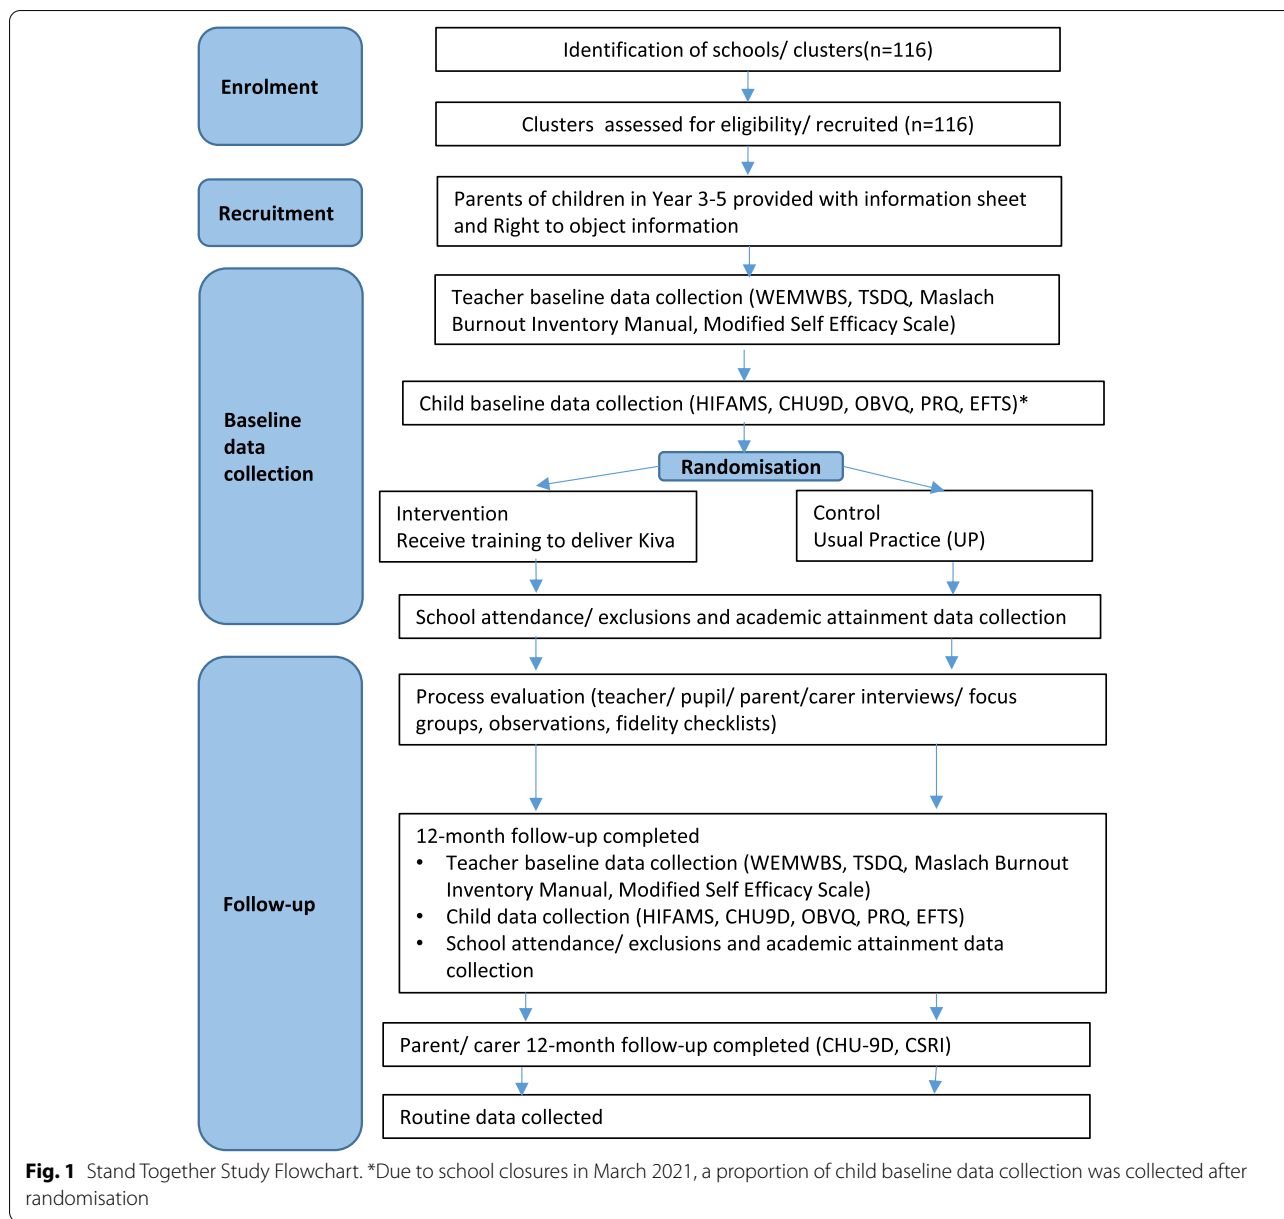 Enrolment
Identification of schools/ clusters(n=116)
Clusters  assessed for eligibility/ recruited (n=116)
Recruitment
Parents of children in Year 3-5 provided with information sheet
and Right to object information
Baseline
data
collection
Teacher baseline data collection (WEMWBS, TSDQ, Maslach
Burnout Inventory Manual, Modified Self Efficacy Scale)
Child baseline data collection (HIFAMS, CHU9D, OBVQ, PRQ, EFTS)*
Randomisation
Intervention
Receive training to deliver Kiva
Control
Usual Practice (UP)
School attendance/ exclusions and academic attainment data collection
Follow-up
Process evaluation (teacher/ pupil/ parent/carer interviews/ focus
groups, observations, fidelity checklists)
12-month follow-up completed
• Teacher baseline data collection (WEMWBS, TSDQ, Maslach Burnout
Inventory Manual, Modified Self Efficacy Scale)
• Child data collection (HIFAMS, CHU9D, OBVQ, PRQ, EFTS)
• School attendance/ exclusions and academic attainment data
collection
Parent/ carer 12-month follow-up completed (CHU-9D, CSRI)
Routine data collected
Fig. 1 Stand Together Study Flowchart. *Due to school closures in March 2021, a proportion of child baseline data collection was collected after
randomisation